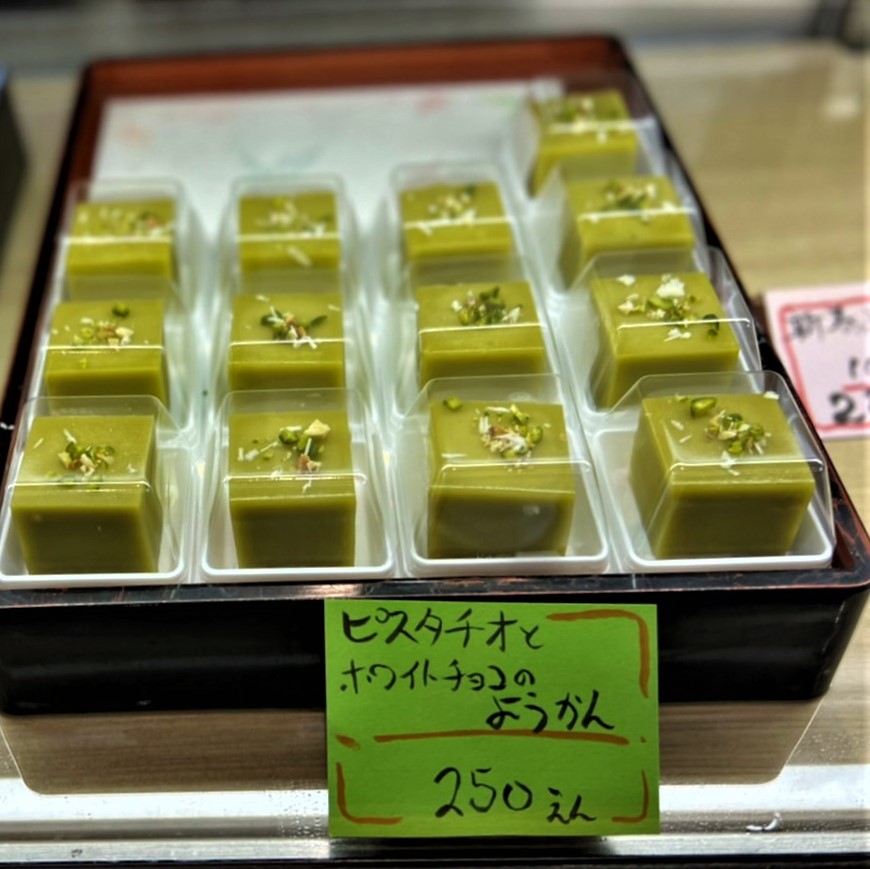 ピスタチオと
ホワイトチョコの
ようかん
250えん